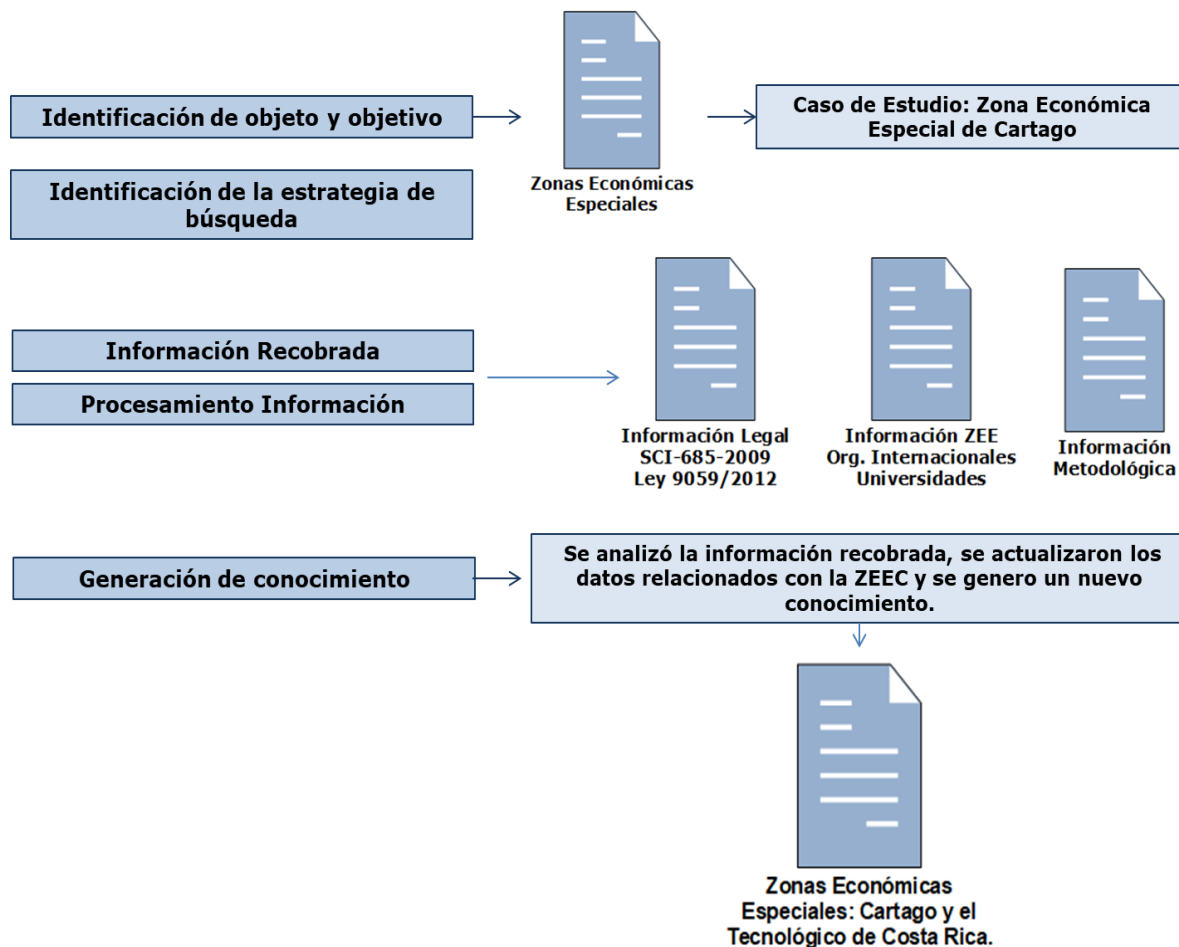 Identificación de objeto y objetivo
Zonas Económicas
Especiales
Caso de Estudio: Zona Económica
Especial de Cartago
Identificación de la estrategia de
búsqueda
Información Recobrada
Procesamiento Información
Información Legal
SCI-685-2009
Ley 9059/2012
Información ZEE
Org. Internacionales
Universidades
Información
Metodológica
Generación de conocimiento
Se analizó la información recobrada, se actualizaron los
datos relacionados con la ZEEC y se genero un nuevo
conocimiento.
Zonas Económicas
Especiales: Cartago y el
Tecnológico de Costa Rica.